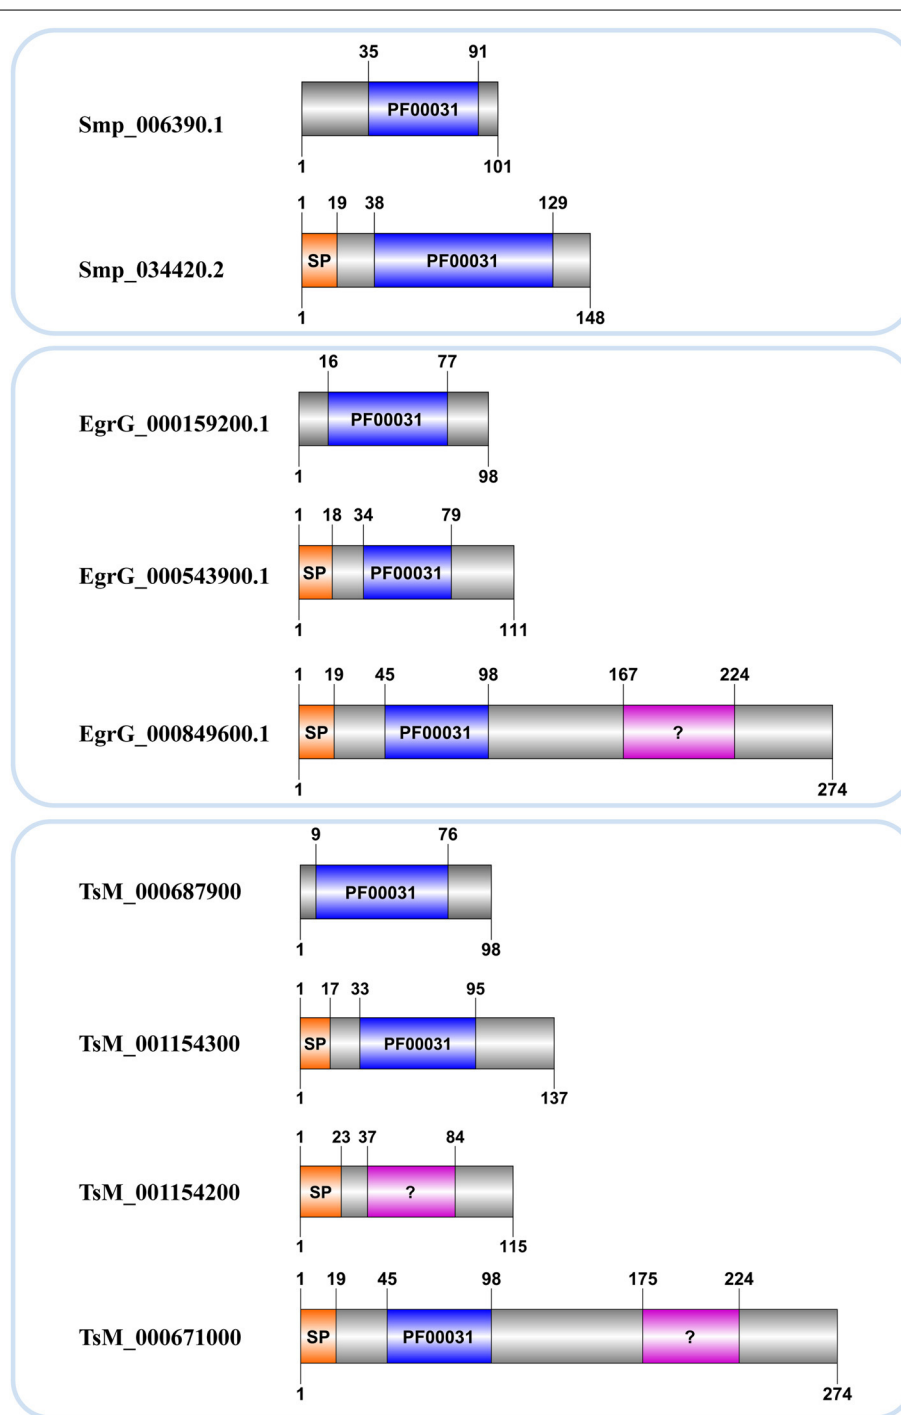 35 91
Smp_006390.1 PF00031
1 101
1 19 38 129
Smp_034420.2 SP PF00031
1 148
16 77
EgrG_000159200.1 PF00031
1 98
1 18 34 79
EgrG_000543900.1 SP PF00031
1 111
1 19 45 98 167 224
EgrG_000849600.1 SP PF00031 ?
1 274
9 76
TsM_000687900 PF00031
1 98
1 17 33 95
TsM_001154300 SP PF00031
1 137
1 23 37 84
TsM_001154200 SP ?
1 115
1 19 45 98 175 224
TsM_000671000 SP PF00031 ?
1 274